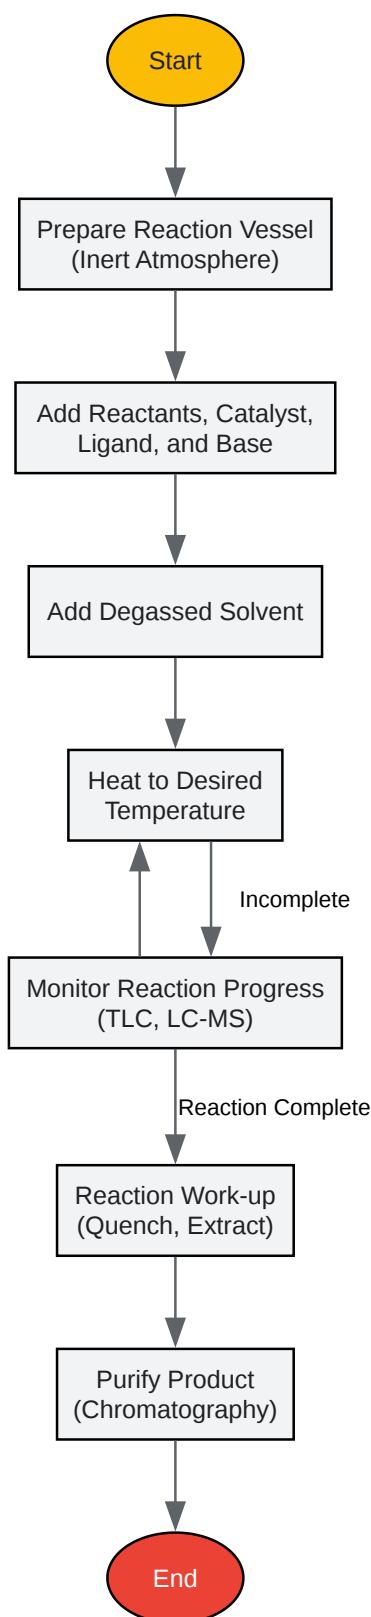 Start
Prepare Reaction Vessel
(Inert Atmosphere)
Add Reactants, Catalyst,
Ligand, and Base
Add Degassed Solvent
Heat to Desired
Temperature
Incomplete
Monitor Reaction Progress
(TLC, LC-MS)
Reaction Complete
Reaction Work-up
(Quench, Extract)
Purify Product
(Chromatography)
End